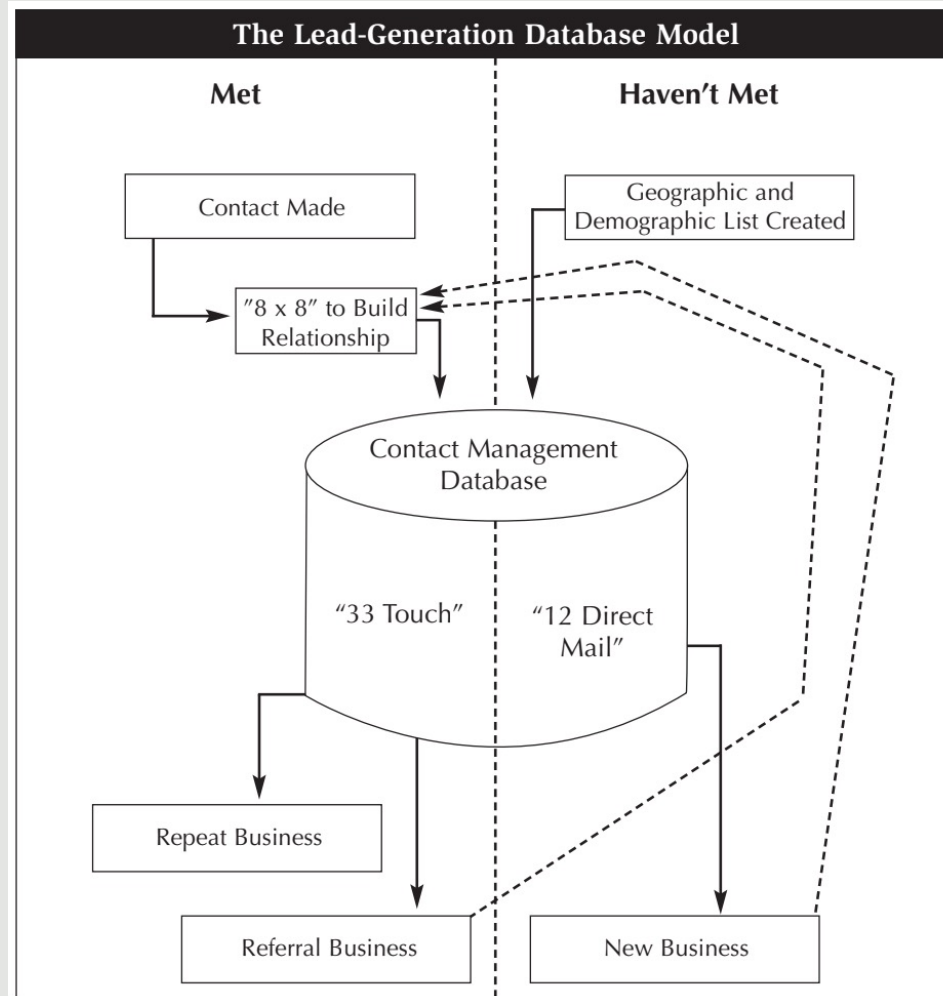 The Lead-Generation Database Model
Met
Haven't Met
Contact Made
Geographic and
Demographic List Created
"8 x 8" to Build
Relationship
Contact Management
Database
“33 Touch”
“12 Direct
Mail”
Repeat Business
Referral Business
New Business